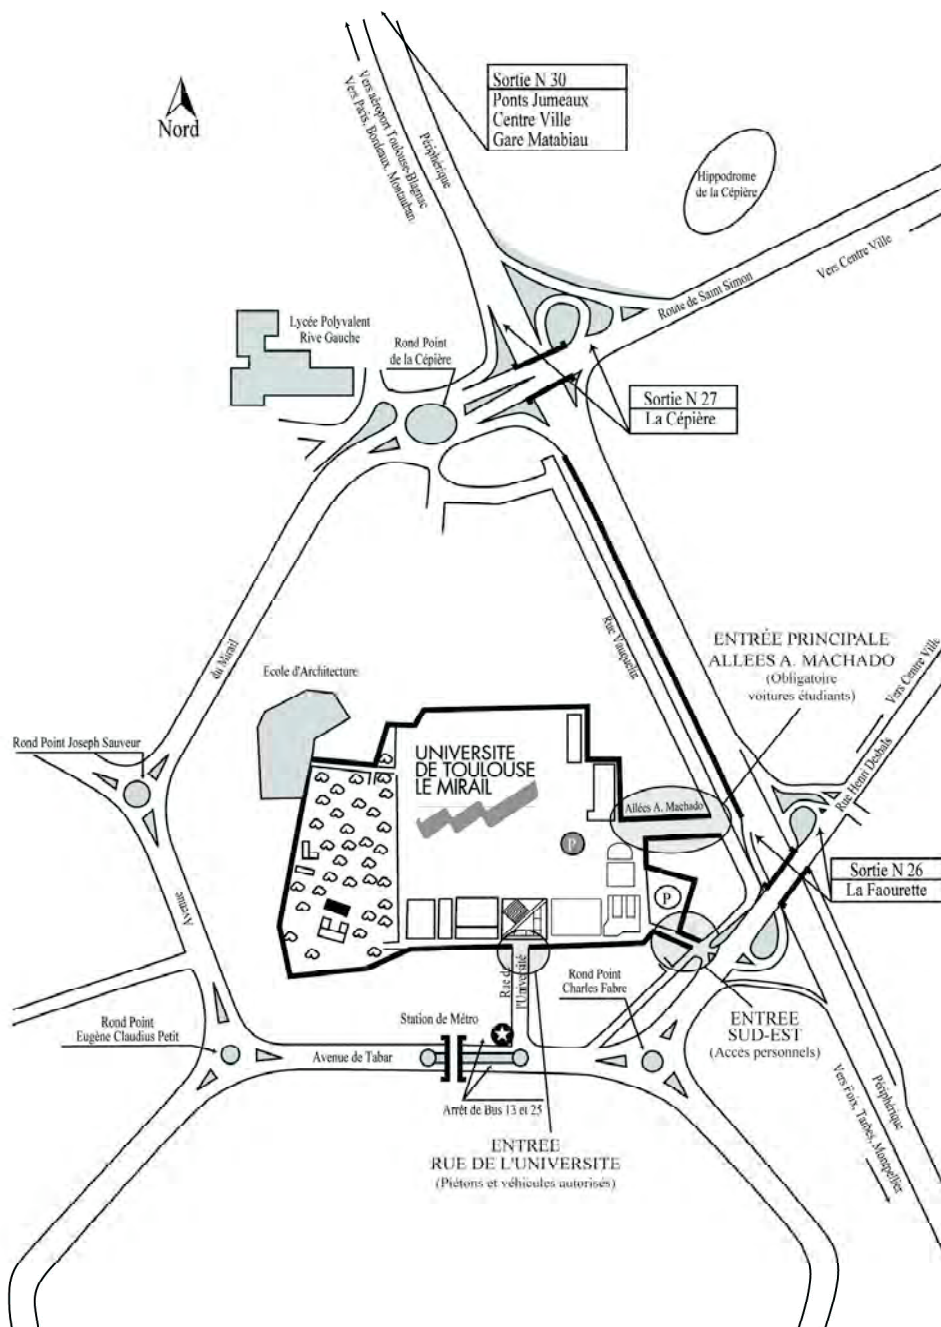 Nord
Vers aéroport Toulouse-Blagnac
Vers Paris, Bordeaux, Montauban
Périphérique
Sortie N 30
Ponts Jumeaux
Centre Ville
Gare Matabiau
Hippodrome
de la Cépière
Vers Centre Ville
Route de Saint Simon
Lycée Polyvalent
Rive Gauche
Rond Point
de la Cépière
Sortie N 27
La Cépière
Rue Vauquelin
du Mirail
ENTRÉE PRINCIPALE
ALLEES A. MACHADO
(Obligatoire
voitures étudiants)
Vers Centre Ville
Rue Henri Desbals
Ecole d'Architecture
Rond Point Joseph Sauveur
UNIVERSITE
DE TOULOUSE
LE MIRAIL
Allées A. Machado
P
Sortie N 26
La Faourette
P
Avenue
Rue de
l'Université
Rond Point
Charles Fabre
Station de Métro
Rond Point
Eugène Claudius Petit
Avenue de Tabar
ENTREE
SUD-EST
(Accès personnels)
Arrêt de Bus 13 et 25
ENTREE
RUE DE L'UNIVERSITE
(Piétons et véhicules autorisés)
Périphérique
Vers Foix, Tarbes, Montpellier